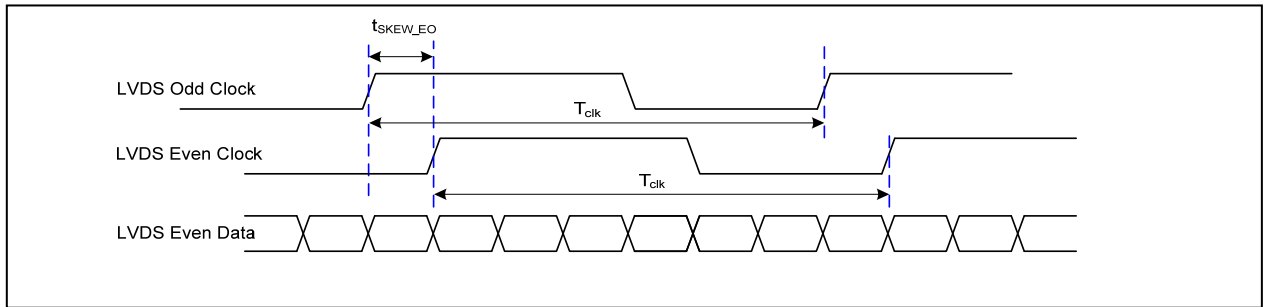 tSKEW_EO
LVDS Odd Clock
Tclk
LVDS Even Clock
Tclk
LVDS Even Data